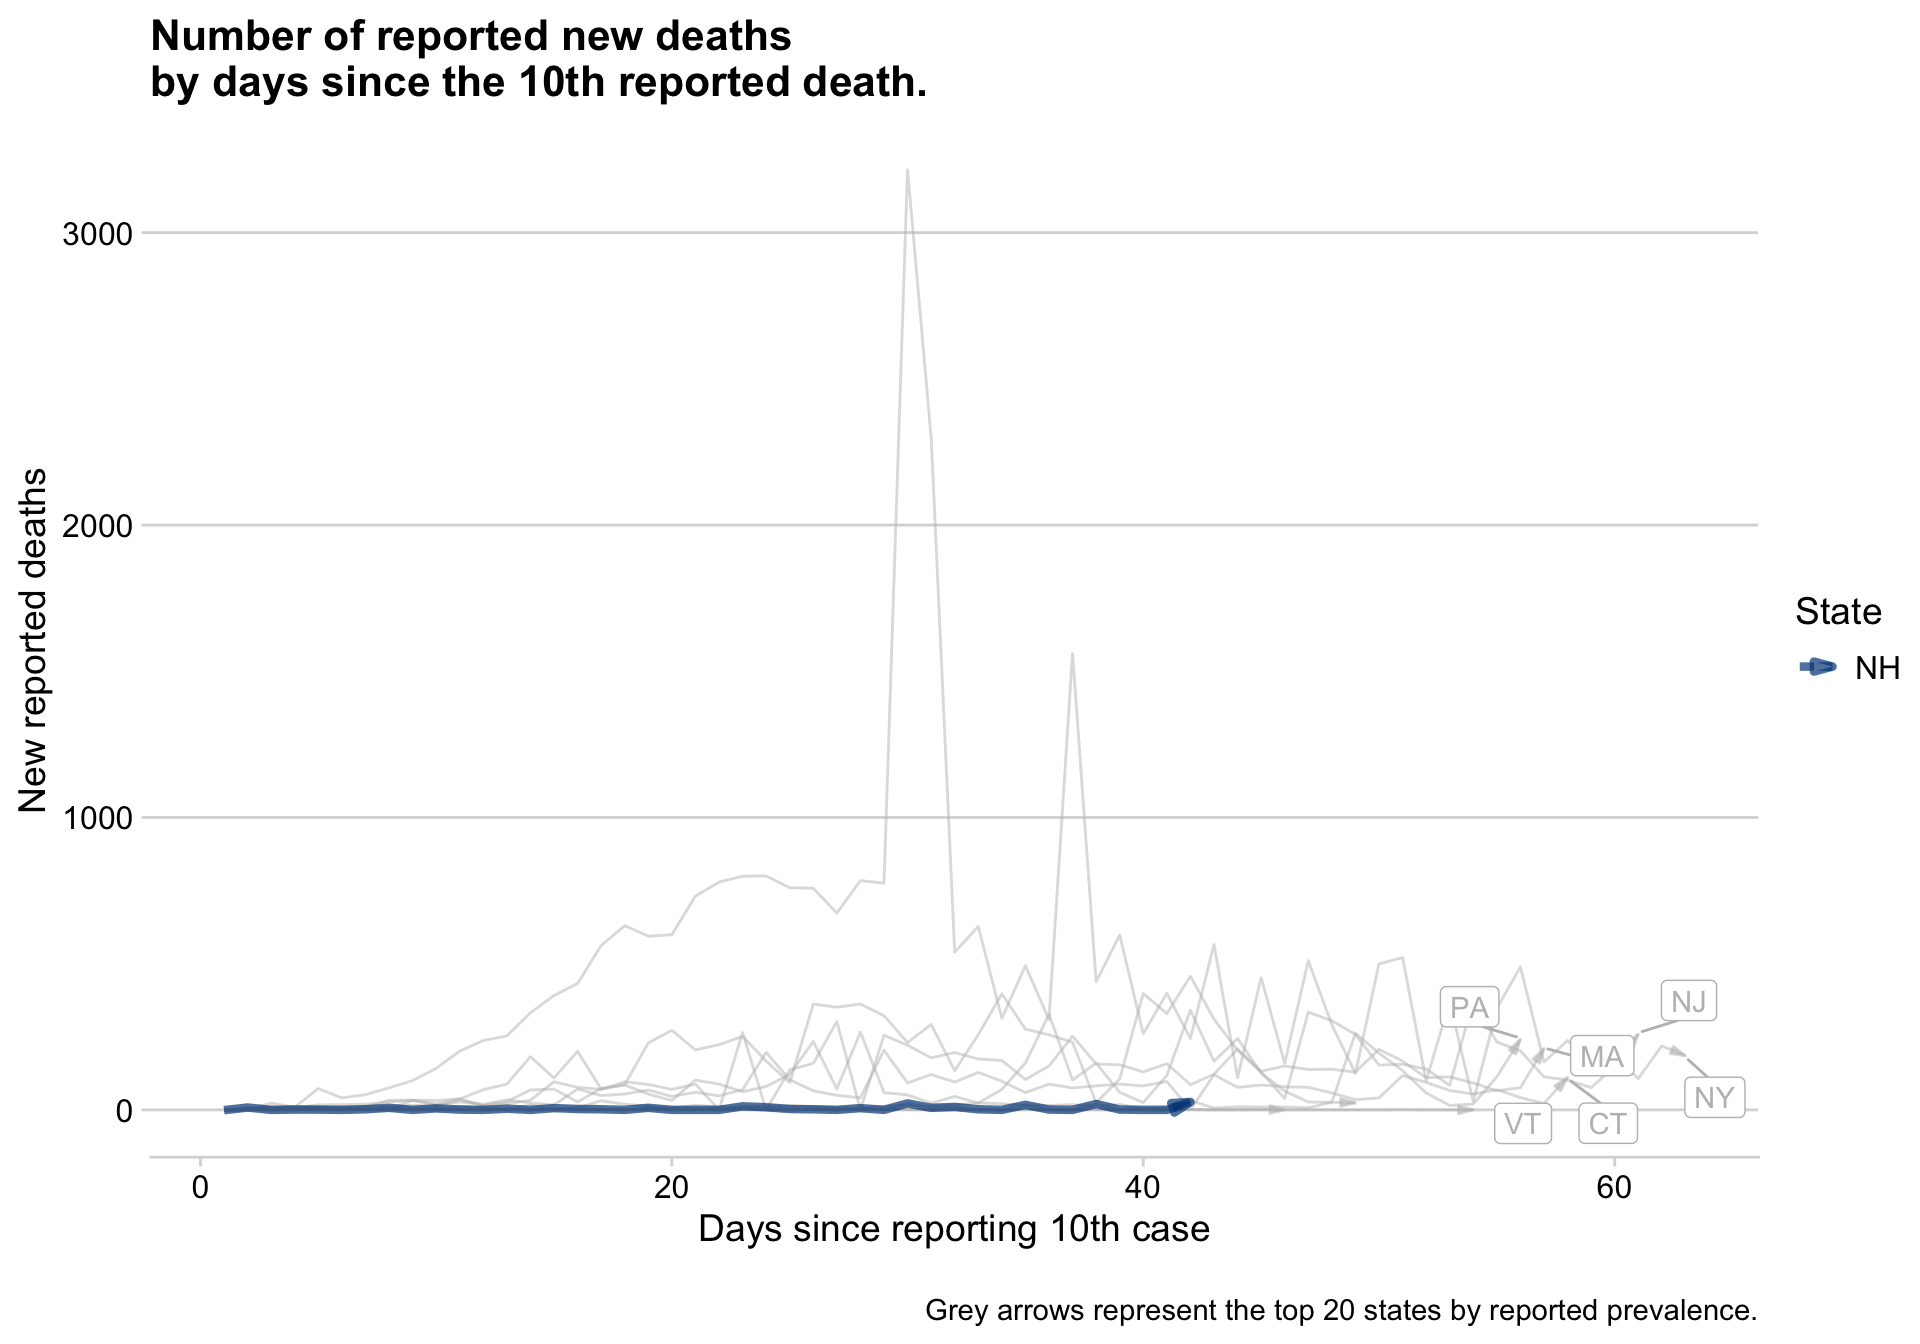 Number of reported new deaths
by days since the 10th reported death.
New reported deaths
3000
2000
1000
0
0
20
40
60
Days since reporting 10th case
PA
NJ
MA
NY
VT
CT
State
NH
Grey arrows represent the top 20 states by reported prevalence.